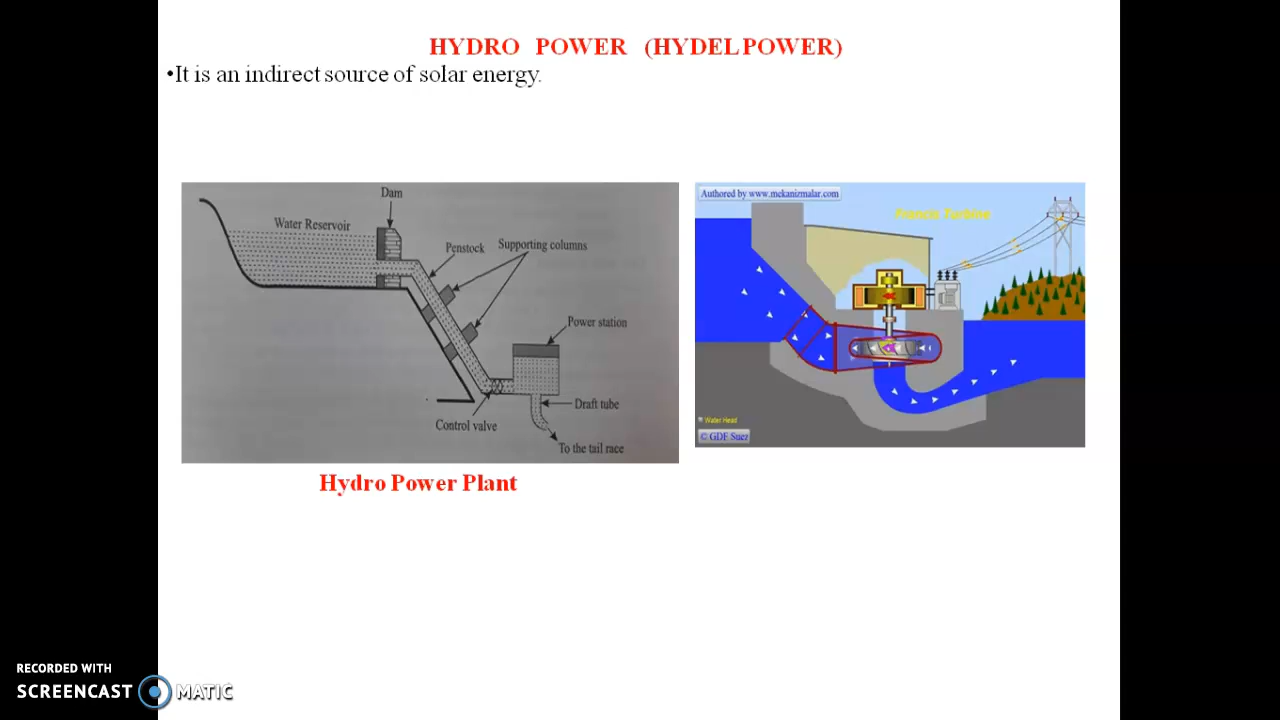 HYDRO POWER (HYDEL POWER)
•It is an indirect source of solar energy.
Dam
Water Reservoir
Penstock
Supporting columns
Power station
Draft tube
Control valve
To the tail race
Hydro Power Plant
Authored by www.mekanizmalar.com
Francis Turbine
Water Head
© GDF Suez
RECORDED WITH
SCREENCAST MATIC